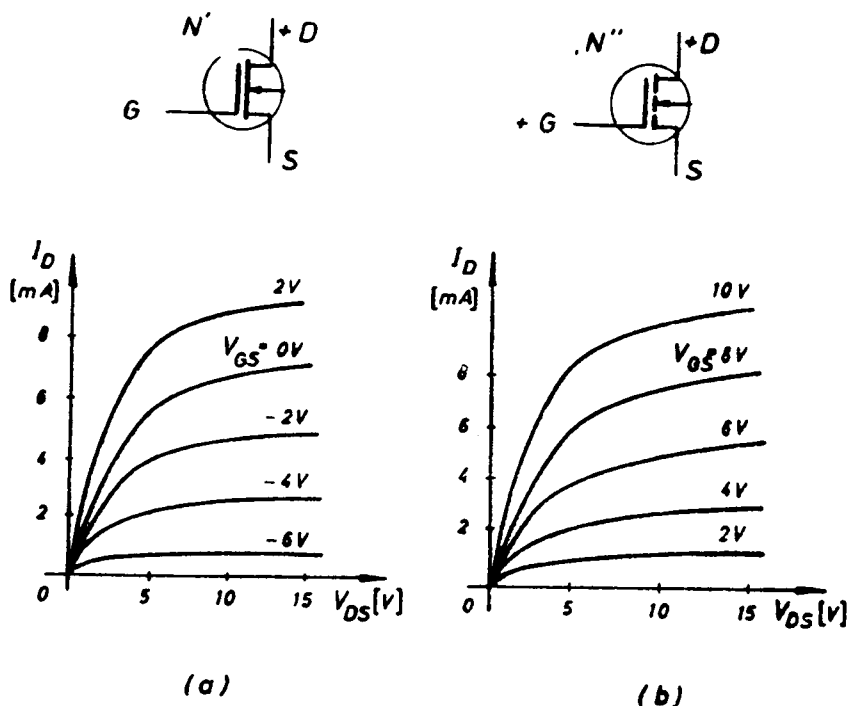 N'
+ D
G
S
.N''
+ D
+ G
S
I_D
[mA]
8
6
4
2
0
5
10
15
V_DS[V]
2V
V_GS= 0V
-2V
-4V
-6V
(a)
I_D
[mA]
8
6
4
2
0
5
10
15
V_DS[V]
10V
V_GS=8V
6V
4V
2V
(b)